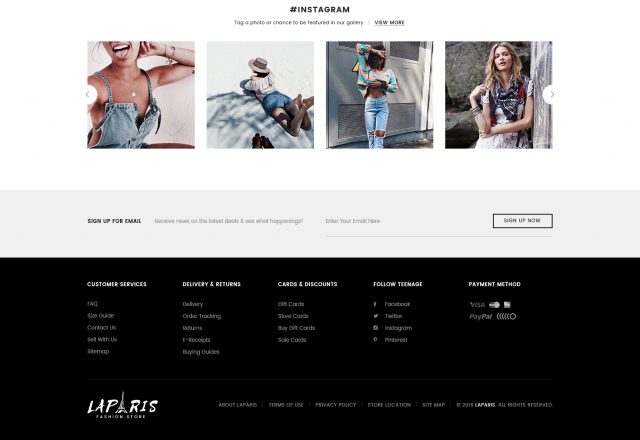 #INSTAGRAM
Tag a photo or chance to be featured in our gallery | VIEW MORE
SIGN UP FOR EMAIL Receive news on the latest deals & see what happenings? Enter Your Email Here SIGN UP NOW
CUSTOMER SERVICES
FAQ
Size Guide
Contact Us
Sell With Us
Sitemap
DELIVERY & RETURNS
Delivery
Order Tracking
Returns
E-Receipts
Buying Guides
CARDS & DISCOUNTS
Gift Cards
Store Cards
Buy Gift Cards
Sale Cards
FOLLOW TEENAGE
Facebook
Twitter
Instagram
Pinterest
PAYMENT METHOD
VISA
PayPal
LAPARIS
FASHION STORE
ABOUT LAPARIS | TERMS OF USE | PRIVACY POLICY | STORE LOCATION | SITE MAP | © 2016 LAPARIS. ALL RIGHTS RESERVED